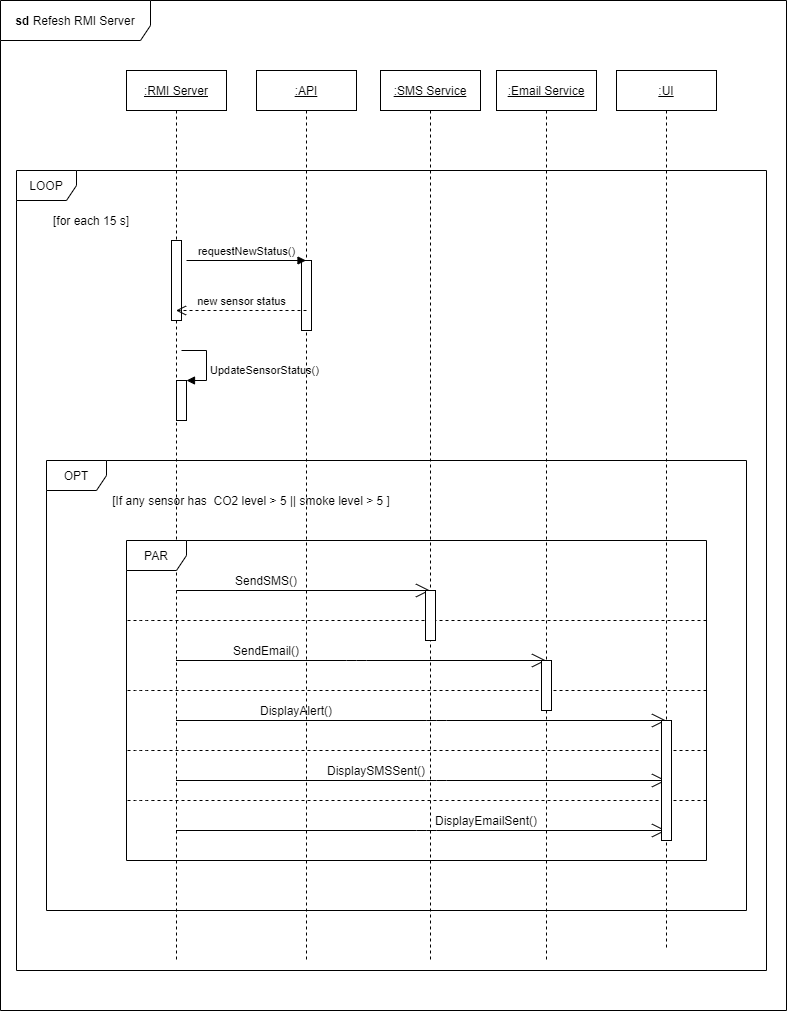 sd Refesh RMI Server
:RMI Server
:API
:SMS Service
:Email Service
:UI
LOOP
[for each 15 s]
requestNewStatus()
new sensor status
UpdateSensorStatus()
OPT
[If any sensor has  CO2 level > 5 || smoke level > 5 ]
PAR
SendSMS()
SendEmail()
DisplayAlert()
DisplaySMSSent()
DisplayEmailSent()